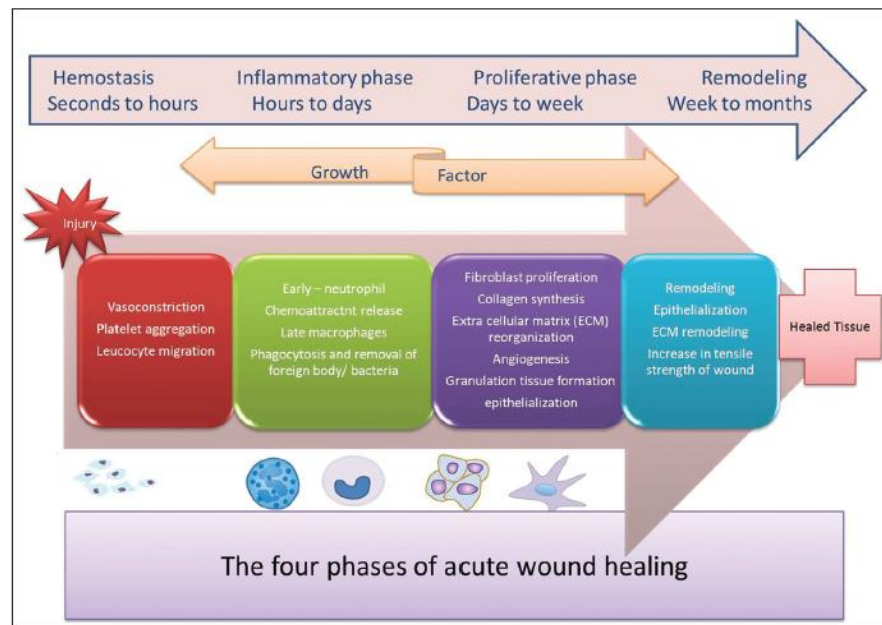 Hemostasis
Seconds to hours
Inflammatory phase
Hours to days
Proliferative phase
Days to week
Remodeling
Week to months
Growth
Factor
Injury
Vasoconstriction
Platelet aggregation
Leucocyte migration
Early – neutrophil
Chemoattractnt release
Late macrophages
Phagocytosis and removal of
foreign body/ bacteria
Fibroblast proliferation
Collagen synthesis
Extra cellular matrix (ECM)
reorganization
Angiogenesis
Granulation tissue formation
epithelialization
Remodeling
Epithelialization
ECM remodeling
Increase in tensile
strength of wound
Healed Tissue
The four phases of acute wound healing